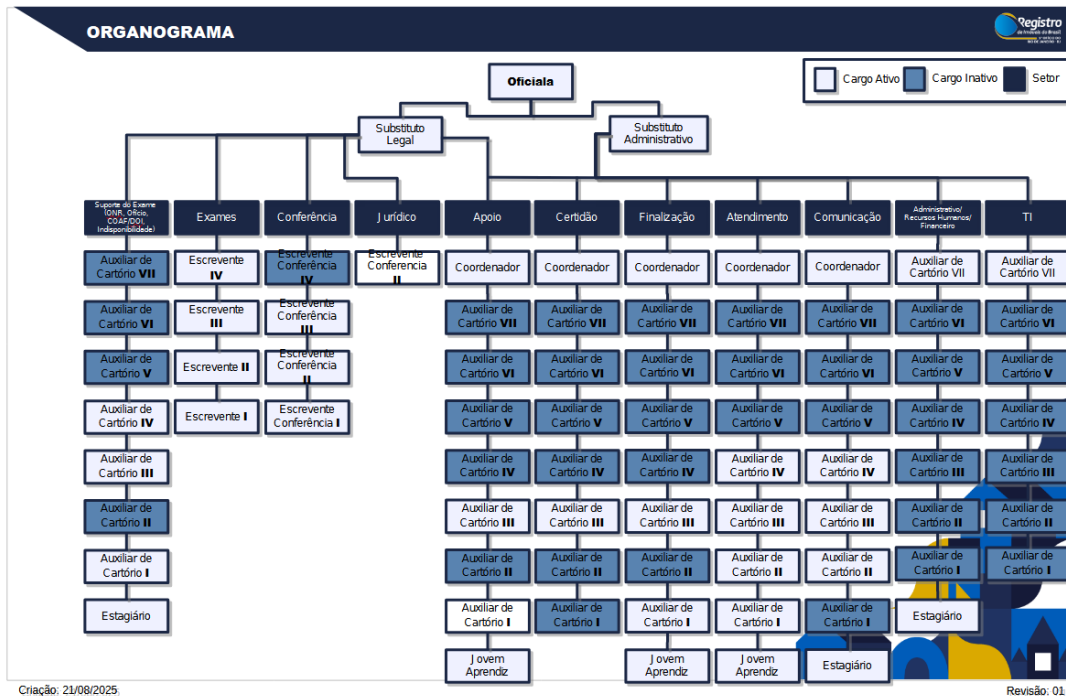 ORGANOGRAMA
Registro
de Imóveis do Brasil
Cargo Ativo
Cargo Inativo
Setor
Oficiala
Substituto
Legal
Substituto
Administrativo
Suporte do Exame
(ONR, Ofício,
COAF/DOI,
Indisponibilidade)
Exames
Conferência
Jurídico
Apoio
Certidão
Finalização
Atendimento
Comunicação
Administrativo/
Recursos Humanos/
Financeiro
TI
Auxiliar de
Cartório VII
Escrevente
IV
Escrevente
Conferência
IV
Escrevente
Conferencia
II
Coordenador
Coordenador
Coordenador
Coordenador
Coordenador
Auxiliar de
Cartório VII
Auxiliar de
Cartório VII
Auxiliar de
Cartório VI
Escrevente
III
Escrevente
Conferência
III
Auxiliar de
Cartório VII
Auxiliar de
Cartório VII
Auxiliar de
Cartório VII
Auxiliar de
Cartório VII
Auxiliar de
Cartório VII
Auxiliar de
Cartório VI
Auxiliar de
Cartório VI
Auxiliar de
Cartório V
Escrevente II
Escrevente
Conferência
II
Auxiliar de
Cartório VI
Auxiliar de
Cartório VI
Auxiliar de
Cartório VI
Auxiliar de
Cartório VI
Auxiliar de
Cartório VI
Auxiliar de
Cartório V
Auxiliar de
Cartório V
Auxiliar de
Cartório IV
Escrevente I
Escrevente
Conferência I
Auxiliar de
Cartório V
Auxiliar de
Cartório V
Auxiliar de
Cartório V
Auxiliar de
Cartório V
Auxiliar de
Cartório V
Auxiliar de
Cartório IV
Auxiliar de
Cartório IV
Auxiliar de
Cartório III
Auxiliar de
Cartório IV
Auxiliar de
Cartório IV
Auxiliar de
Cartório IV
Auxiliar de
Cartório IV
Auxiliar de
Cartório IV
Auxiliar de
Cartório III
Auxiliar de
Cartório III
Auxiliar de
Cartório II
Auxiliar de
Cartório III
Auxiliar de
Cartório III
Auxiliar de
Cartório III
Auxiliar de
Cartório III
Auxiliar de
Cartório III
Auxiliar de
Cartório II
Auxiliar de
Cartório II
Auxiliar de
Cartório I
Auxiliar de
Cartório II
Auxiliar de
Cartório II
Auxiliar de
Cartório II
Auxiliar de
Cartório II
Auxiliar de
Cartório II
Auxiliar de
Cartório I
Auxiliar de
Cartório I
Estagiário
Auxiliar de
Cartório I
Auxiliar de
Cartório I
Auxiliar de
Cartório I
Auxiliar de
Cartório I
Auxiliar de
Cartório I
Estagiário
Jovem
Aprendiz
Jovem
Aprendiz
Jovem
Aprendiz
Estagiário
Criação: 21/08/2025
Revisão: 01